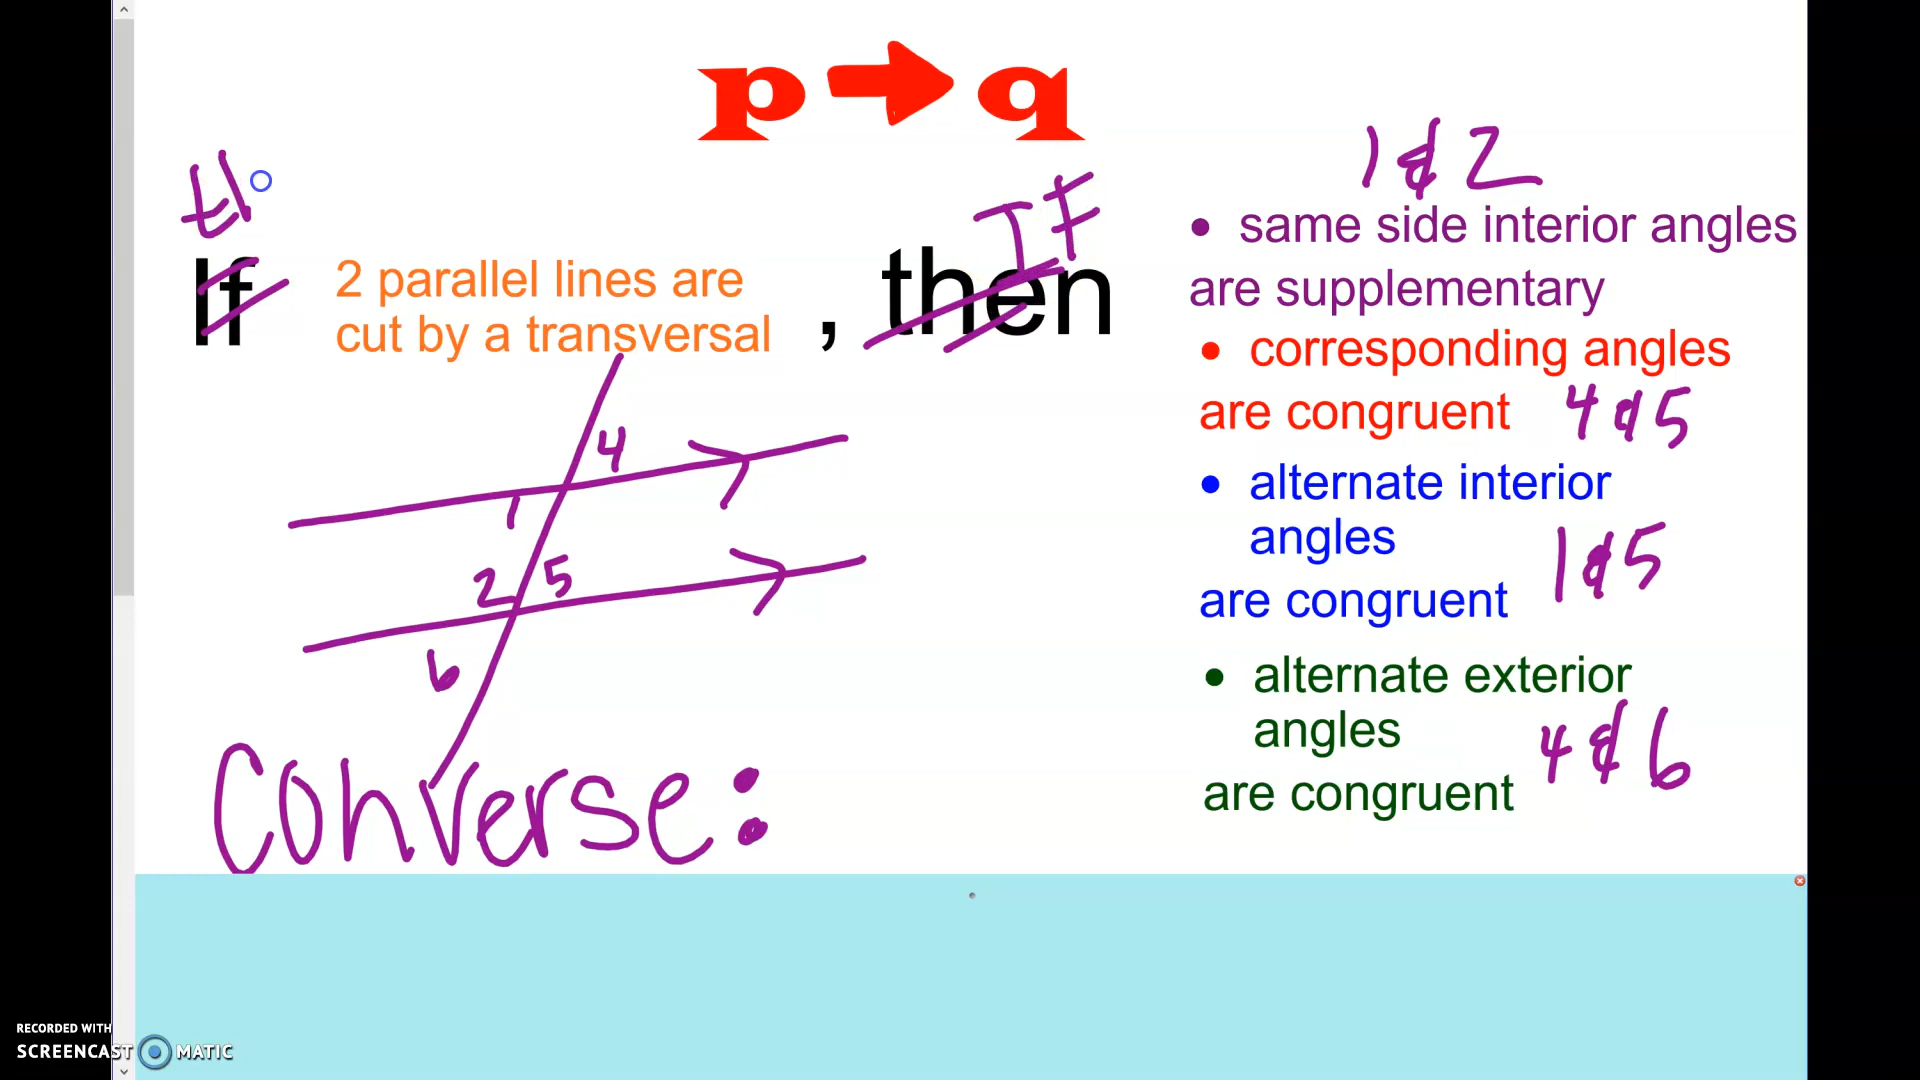 p → q
th
If 2 parallel lines are
cut by a transversal
, then
If
1 & 2
• same side interior angles
are supplementary
• corresponding angles
are congruent 4 & 5
• alternate interior
angles
are congruent 1 & 5
• alternate exterior
angles
are congruent 4 & 6
4
1
2 5
6
Converse:
RECORDED WITH
SCREENCAST MATIC